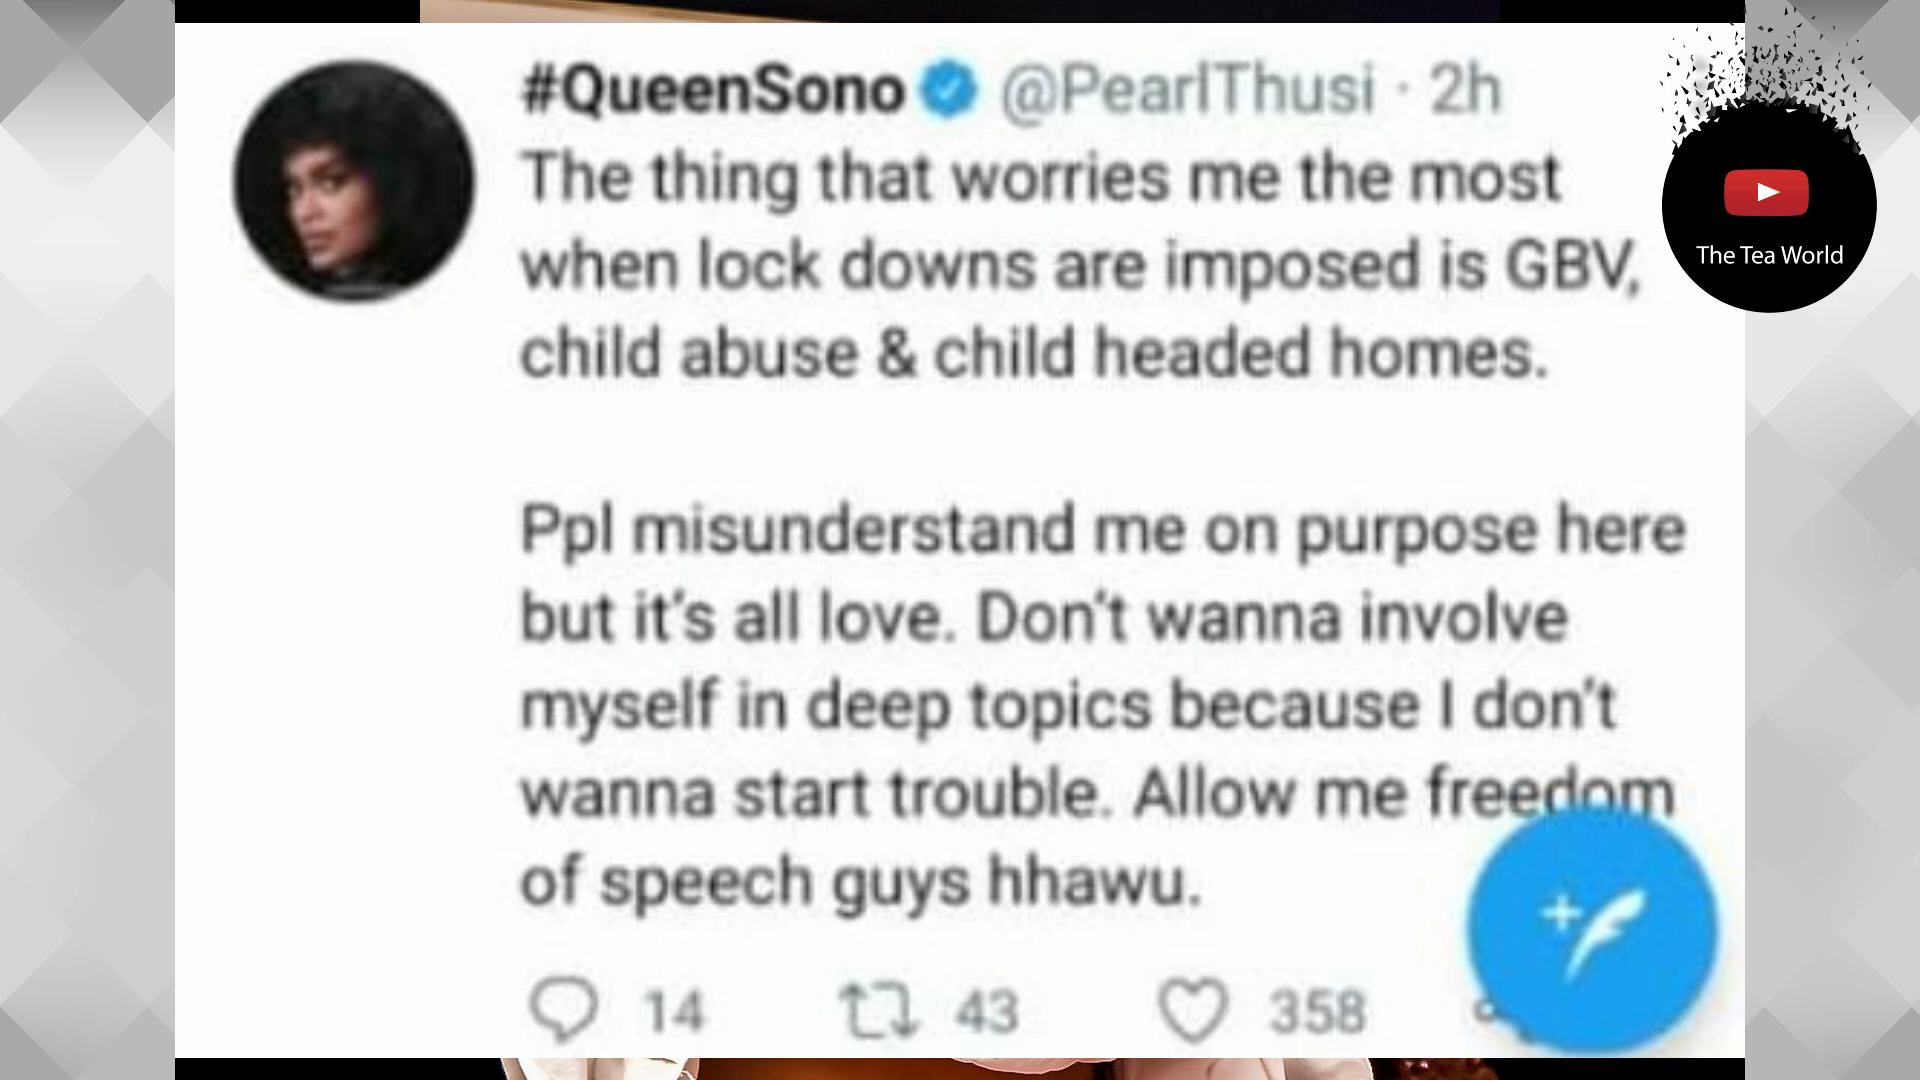 #QueenSono @PearlThusi · 2h
The thing that worries me the most
when lock downs are imposed is GBV,
child abuse & child headed homes.
Ppl misunderstand me on purpose here
but it's all love. Don't wanna involve
myself in deep topics because I don't
wanna start trouble. Allow me freedom
of speech guys hhawu.
14 43 358
The Tea World